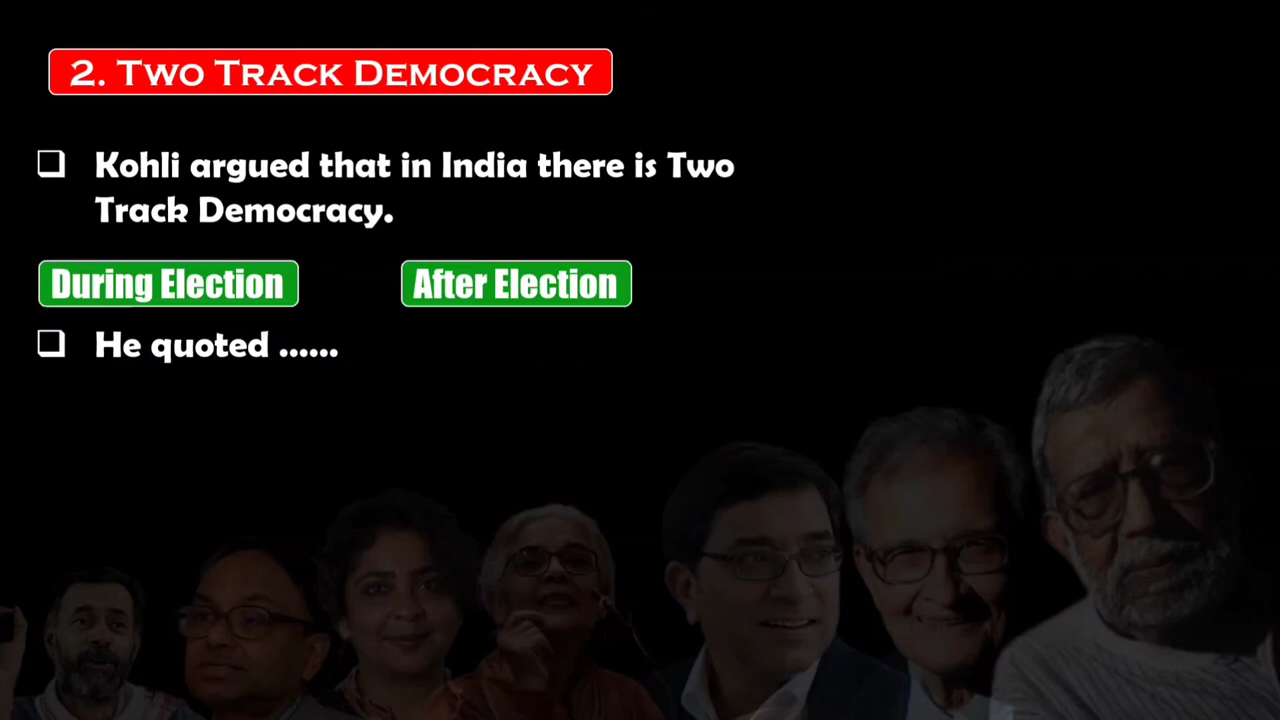 2. Two Track Democracy
❑ Kohli argued that in India there is Two
Track Democracy.
During Election After Election
❑ He quoted ......